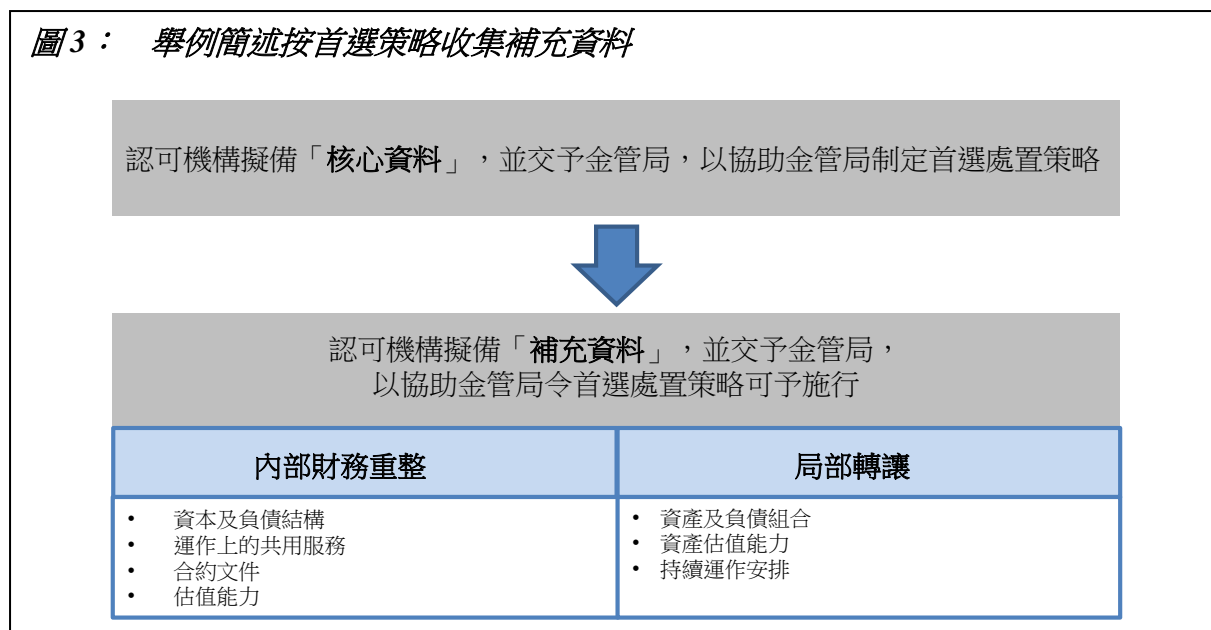 圖 3： 舉例簡述按首選策略收集補充資料
認可機構擬備「核心資料」，並交予金管局，以協助金管局制定首選處置策略
認可機構擬備「補充資料」，並交予金管局，
以協助金管局令首選處置策略可予施行
內部財務重整
• 資本及負債結構
• 運作上的共用服務
• 合約文件
• 估值能力
局部轉讓
• 資產及負債組合
• 資產估值能力
• 持續運作安排